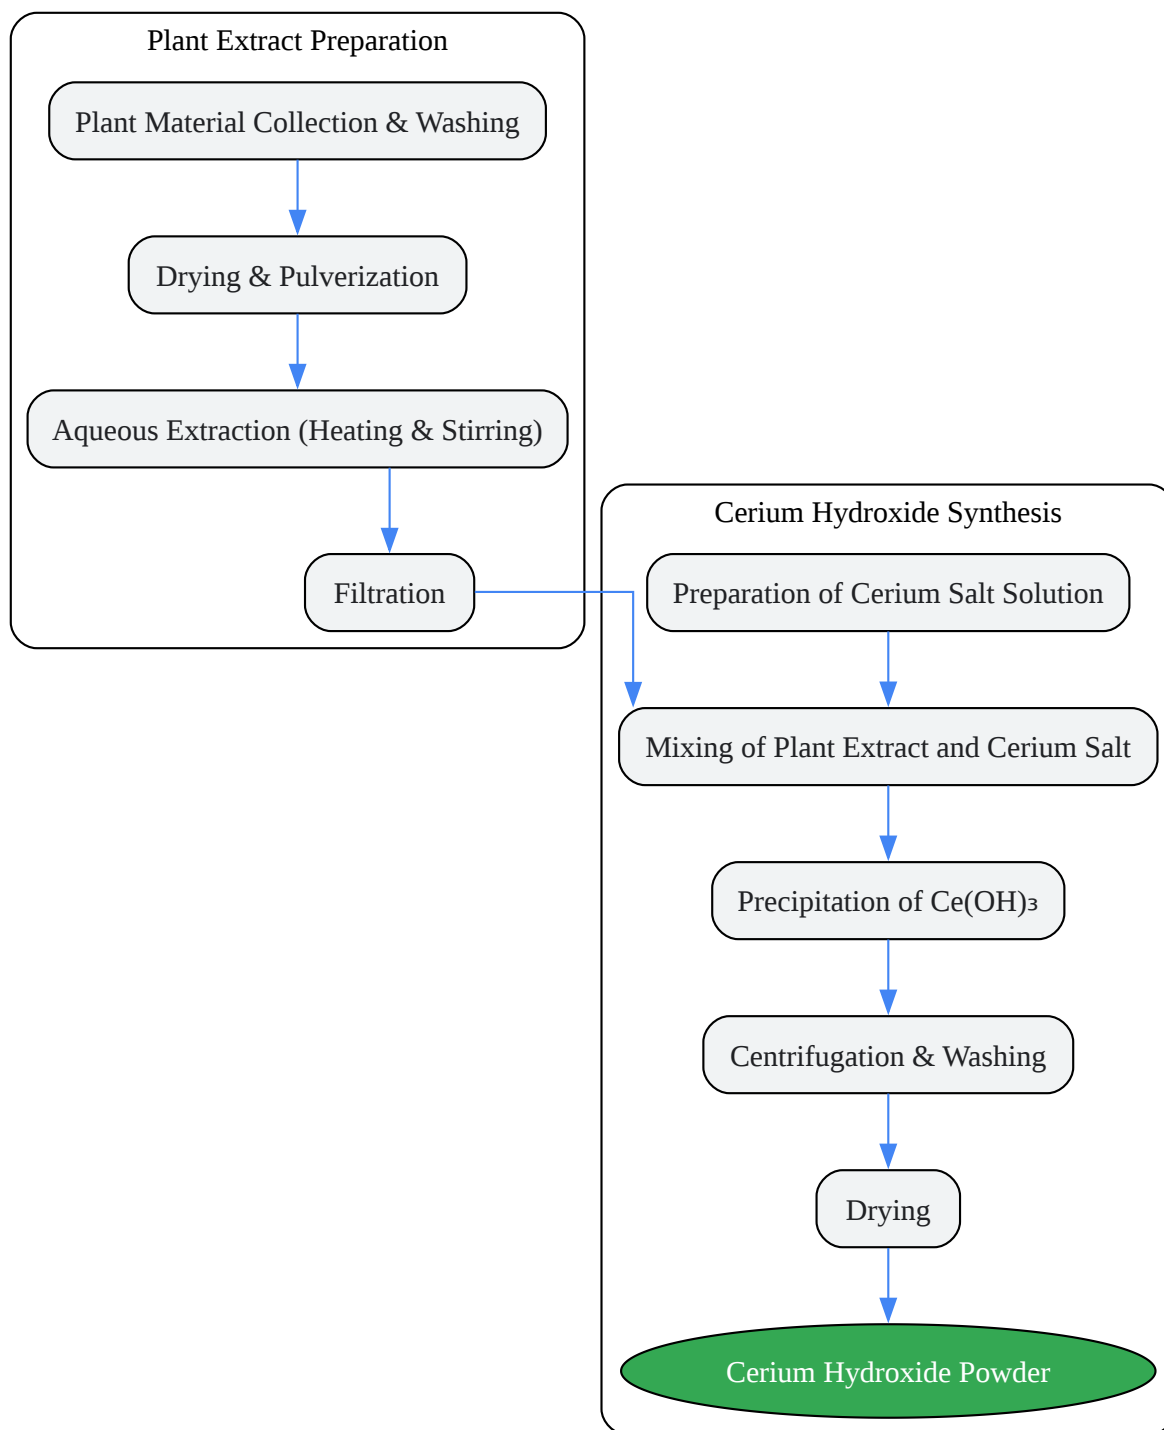 Plant Extract Preparation
Plant Material Collection & Washing
Drying & Pulverization
Aqueous Extraction (Heating & Stirring)
Filtration
Cerium Hydroxide Synthesis
Preparation of Cerium Salt Solution
Mixing of Plant Extract and Cerium Salt
Precipitation of Ce(OH)₃
Centrifugation & Washing
Drying
Cerium Hydroxide Powder